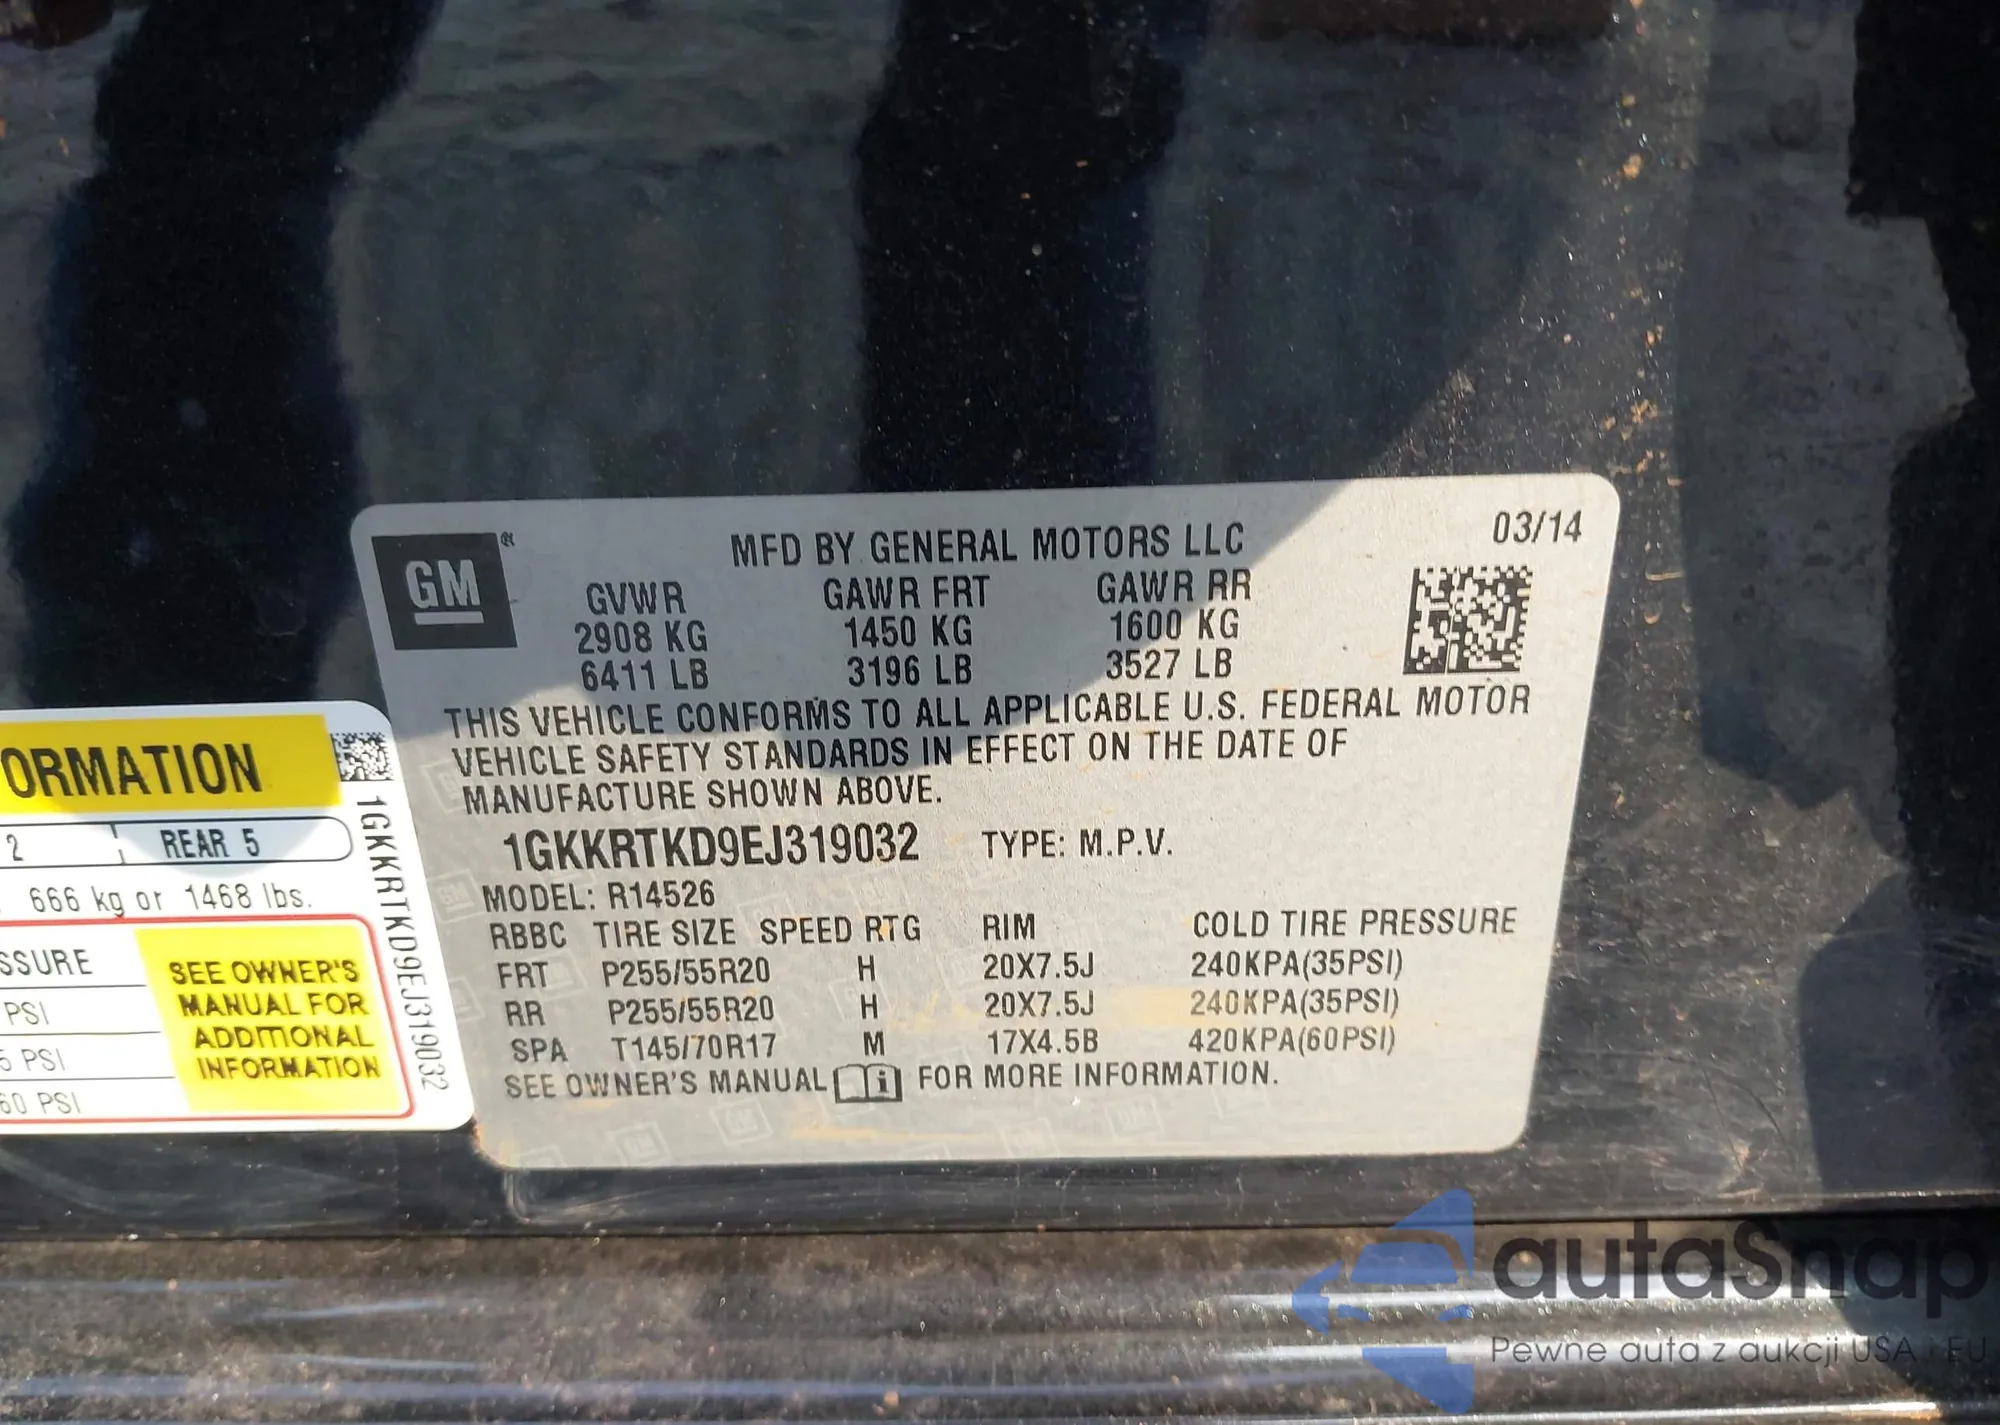 GM
®
MFD BY GENERAL MOTORS LLC
03/14
GVWR GAWR FRT GAWR RR
2908 KG 1450 KG 1600 KG
6411 LB 3196 LB 3527 LB
THIS VEHICLE CONFORMS TO ALL APPLICABLE U.S. FEDERAL MOTOR
VEHICLE SAFETY STANDARDS IN EFFECT ON THE DATE OF
MANUFACTURE SHOWN ABOVE.
1GKKRTKD9EJ319032 TYPE: M.P.V.
MODEL: R14526
RBBC TIRE SIZE SPEED RTG RIM COLD TIRE PRESSURE
FRT P255/55R20 H 20X7.5J 240KPA(35PSI)
RR P255/55R20 H 20X7.5J 240KPA(35PSI)
SPA T145/70R17 M 17X4.5B 420KPA(60PSI)
SEE OWNER'S MANUAL i FOR MORE INFORMATION.
ORMATION
2 REAR 5
666 kg or 1468 lbs.
SSURE
PSI
5 PSI
60 PSI
SEE OWNER'S
MANUAL FOR
ADDITIONAL
INFORMATION
1GKKRTKD9EJ319032
autaSnap
Pewne auta z aukcji USA i EU